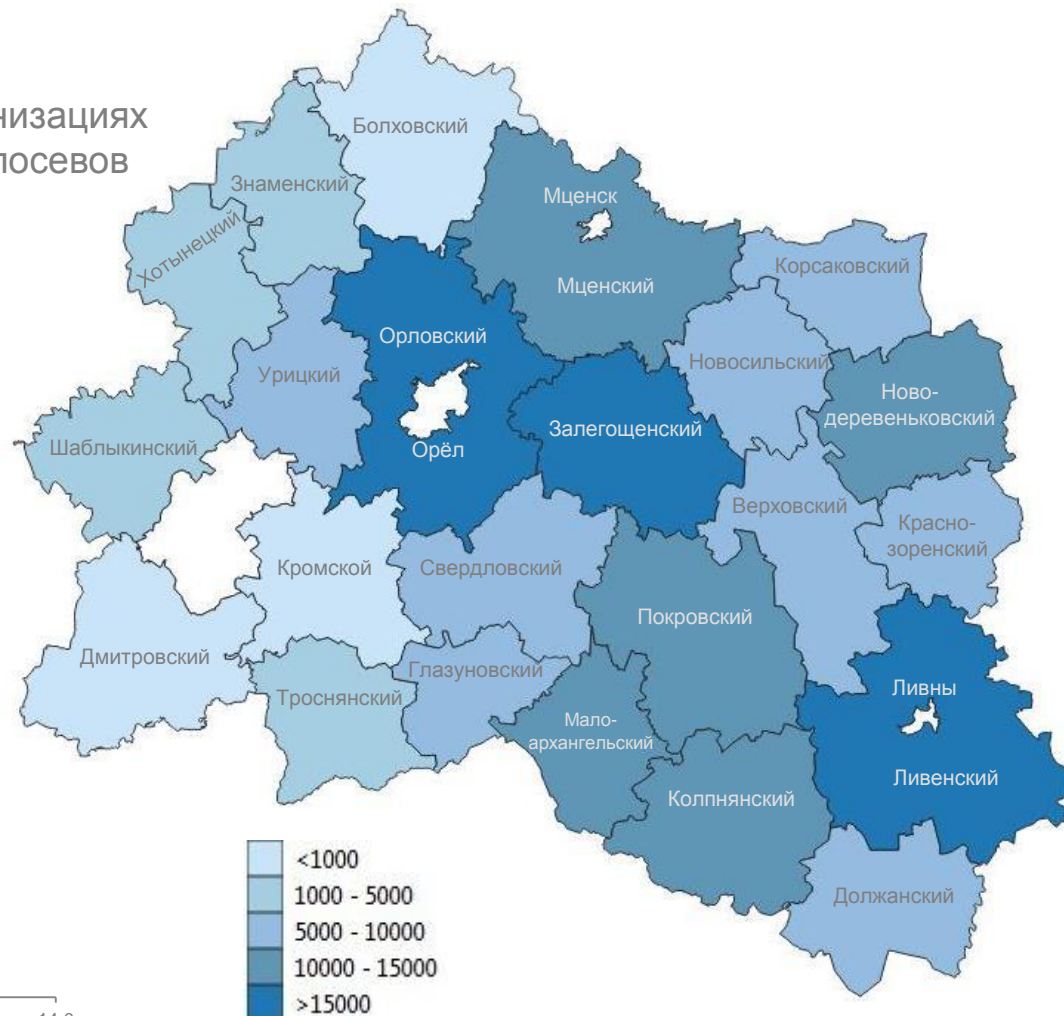 низациях
посевов
Болховский
Знаменский
Мценск
Хотынецкий
Корсаковский
Мценский
Орловский
Новосильский
Урицкий
Ново-
деревеньковский
Залегощенский
Шаблыкинский
Орёл
Верховский
Красно-
зоренский
Кромской
Свердловский
Покровский
Дмитровский
Глазуновский
Троснянский
Ливны
Мало-
архангельский
Ливенский
Колпнянский
Должанский
<1000
1000 - 5000
5000 - 10000
10000 - 15000
>15000